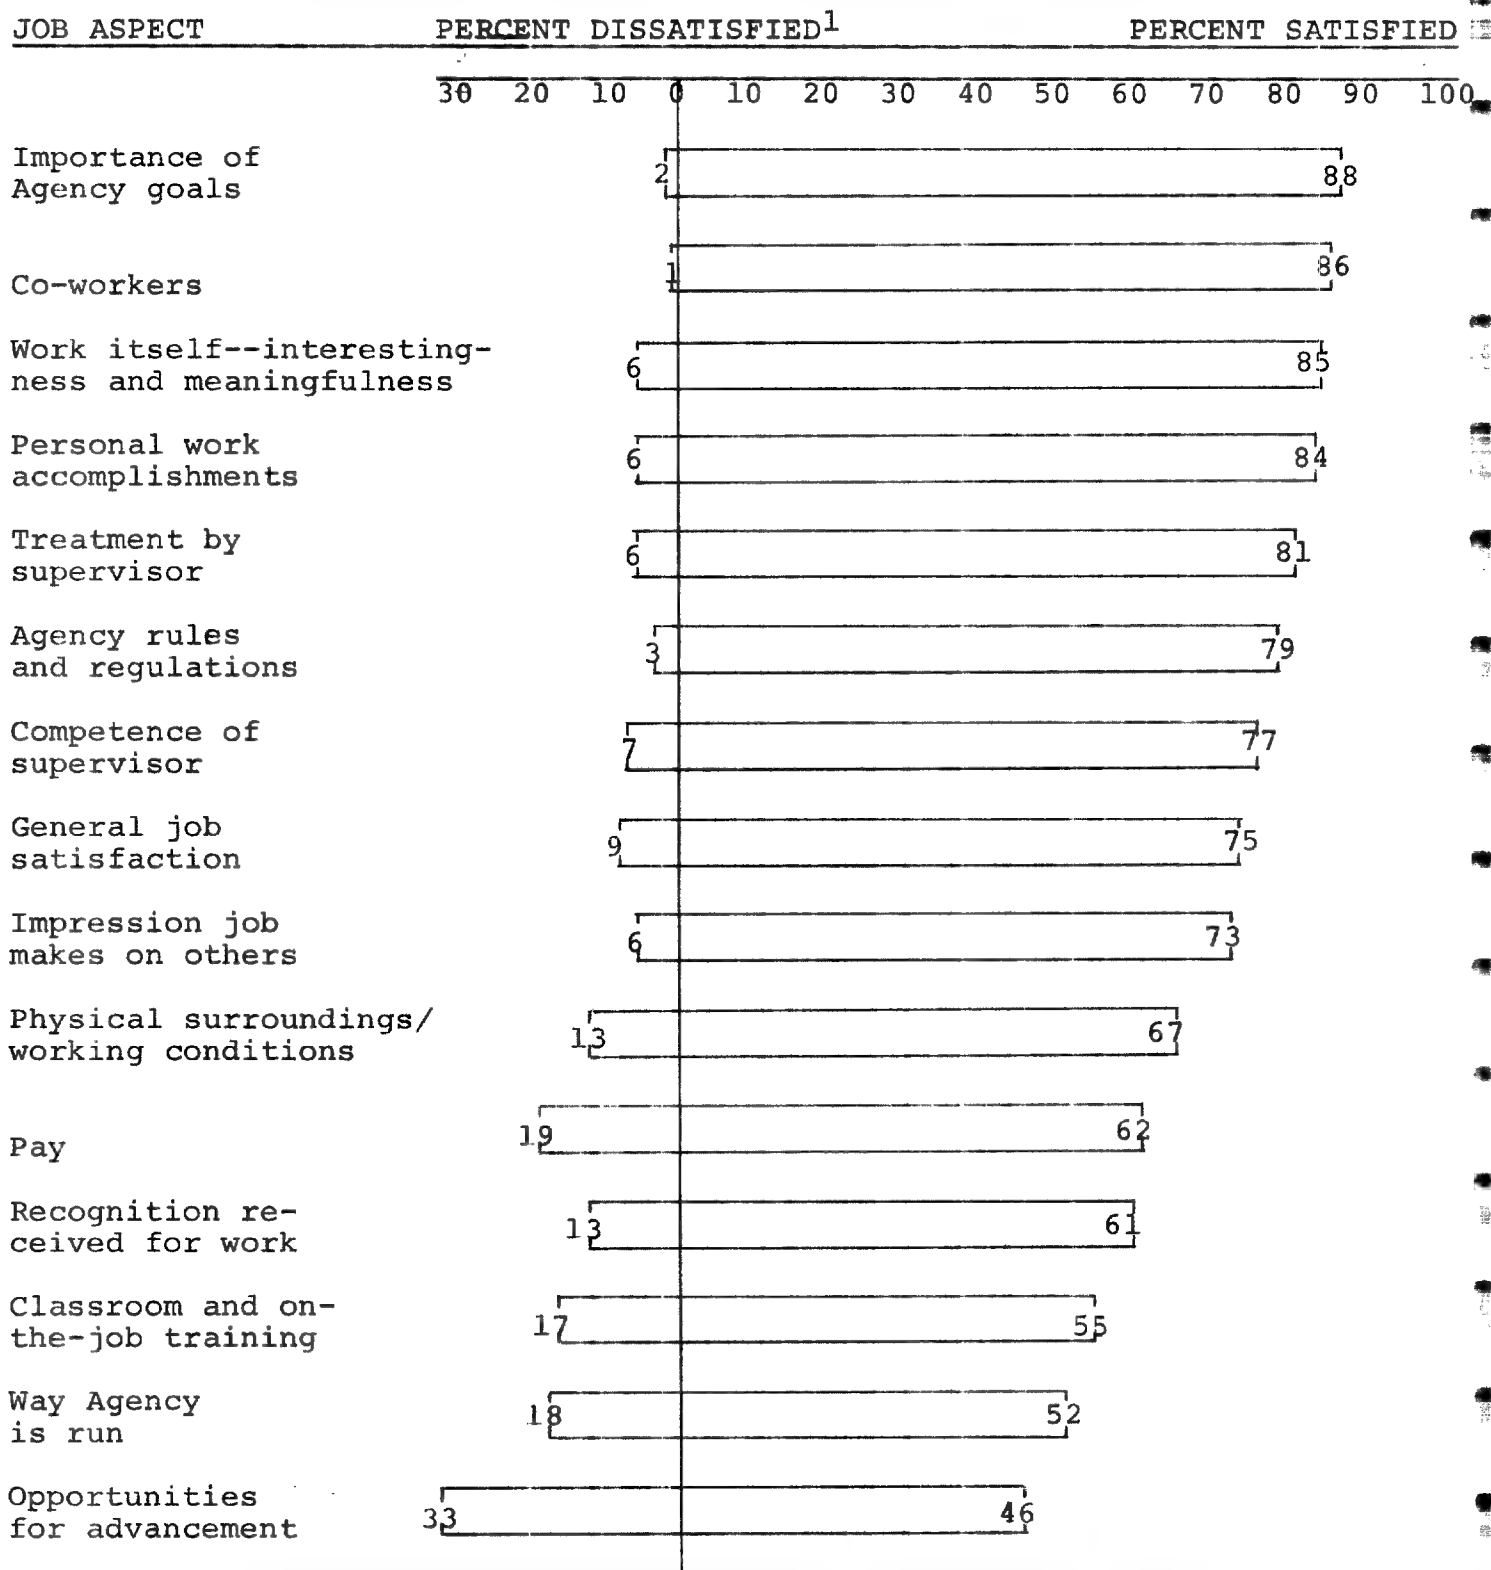 JOB ASPECT PERCENT DISSATISFIED1 PERCENT SATISFIED
30 20 10 0 10 20 30 40 50 60 70 80 90 100
Importance of
Agency goals 2 88
Co-workers 1 86
Work itself--interesting-
ness and meaningfulness 6 85
Personal work
accomplishments 6 84
Treatment by
supervisor 6 81
Agency rules
and regulations 3 79
Competence of
supervisor 7 77
General job
satisfaction 9 75
Impression job
makes on others 6 73
Physical surroundings/
working conditions 13 67
Pay 19 62
Recognition re-
ceived for work 13 61
Classroom and on-
the-job training 17 55
Way Agency
is run 18 52
Opportunities
for advancement 33 46